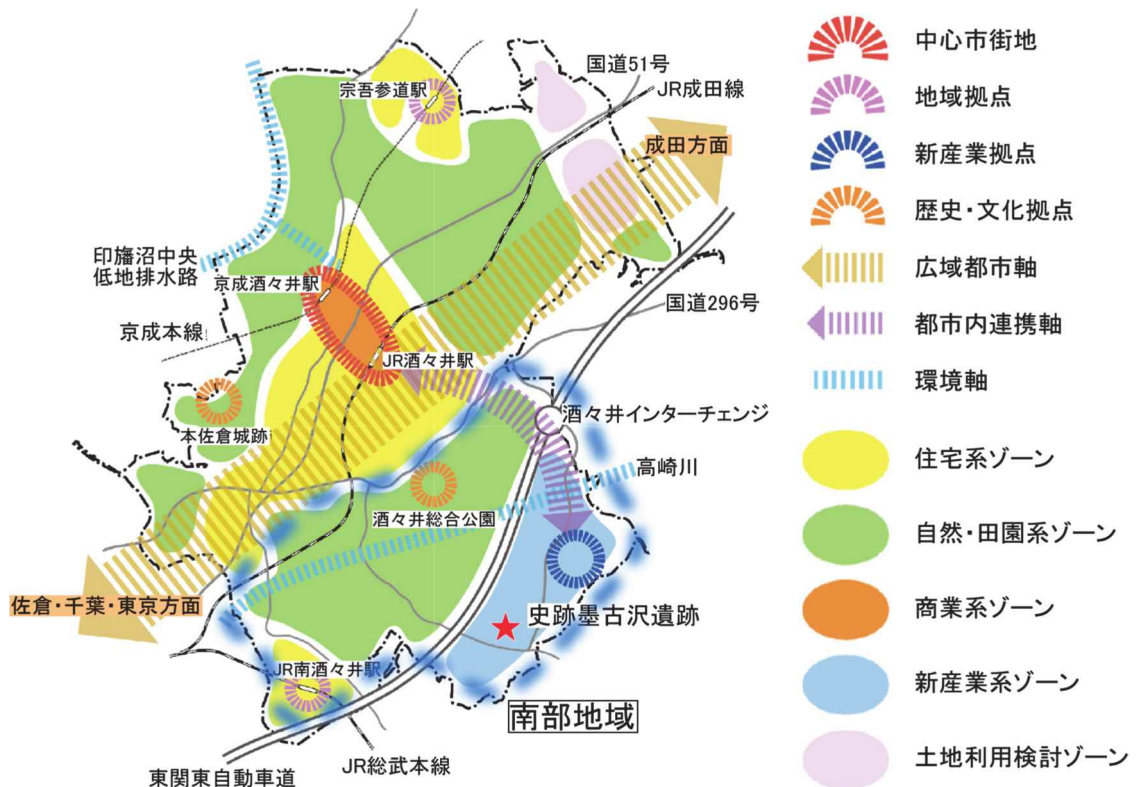 宗吾参道駅
国道51号
JR成田線
成田方面
印旛沼中央
低地排水路
京成酒々井駅
国道296号
京成本線
JR酒々井駅
酒々井インターチェンジ
本佐倉城跡
高崎川
酒々井総合公園
佐倉・千葉・東京方面
史跡墨古沢遺跡
JR南酒々井駅
南部地域
JR総武本線
東関東自動車道
中心市街地
地域拠点
新産業拠点
歴史・文化拠点
広域都市軸
都市内連携軸
環境軸
住宅系ゾーン
自然・田園系ゾーン
商業系ゾーン
新産業系ゾーン
土地利用検討ゾーン